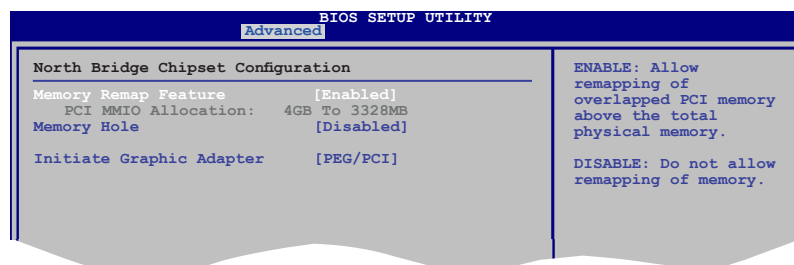 BIOS SETUP UTILITY
Advanced
North Bridge Chipset Configuration
Memory Remap Feature [Enabled]
PCI MMIO Allocation: 4GB To 3328MB
Memory Hole [Disabled]
Initiate Graphic Adapter [PEG/PCI]
ENABLE: Allow
remapping of
overlapped PCI memory
above the total
physical memory.
DISABLE: Do not allow
remapping of memory.